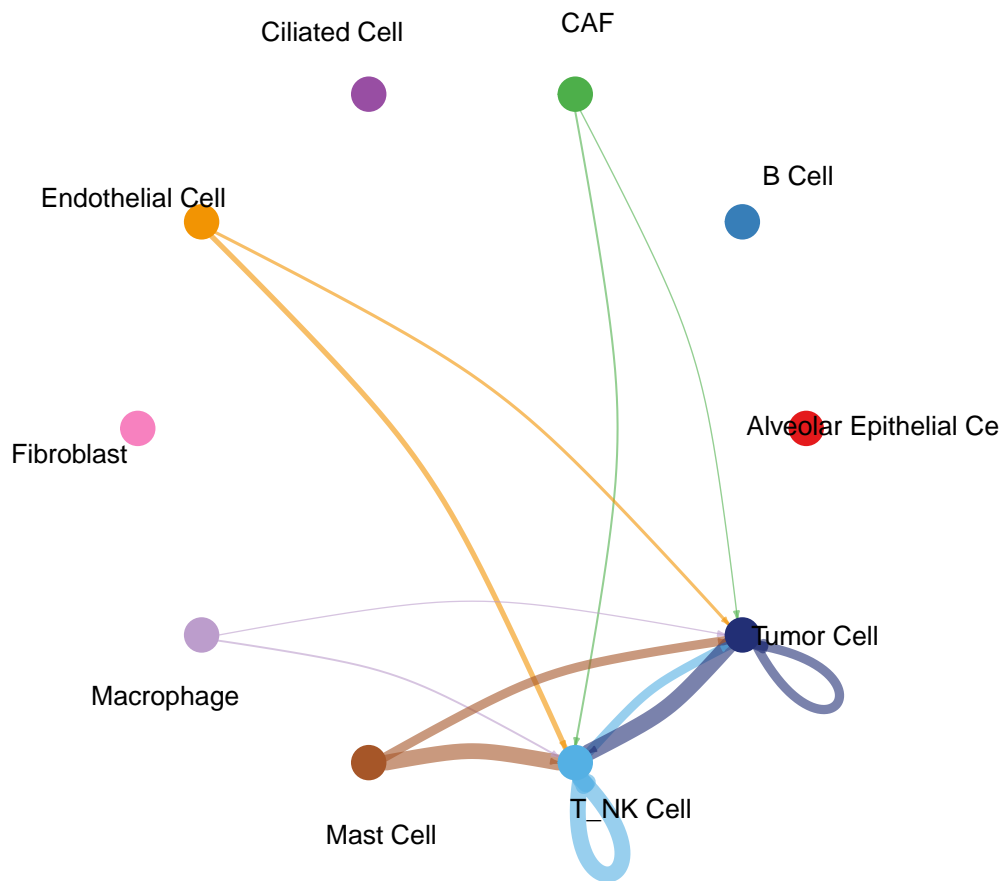 CAF
Ciliated Cell
B Cell
Endothelial Cell
Alveolar Epithelial Ce
Fibroblast
Tumor Cell
Macrophage
T_NK Cell
Mast Cell